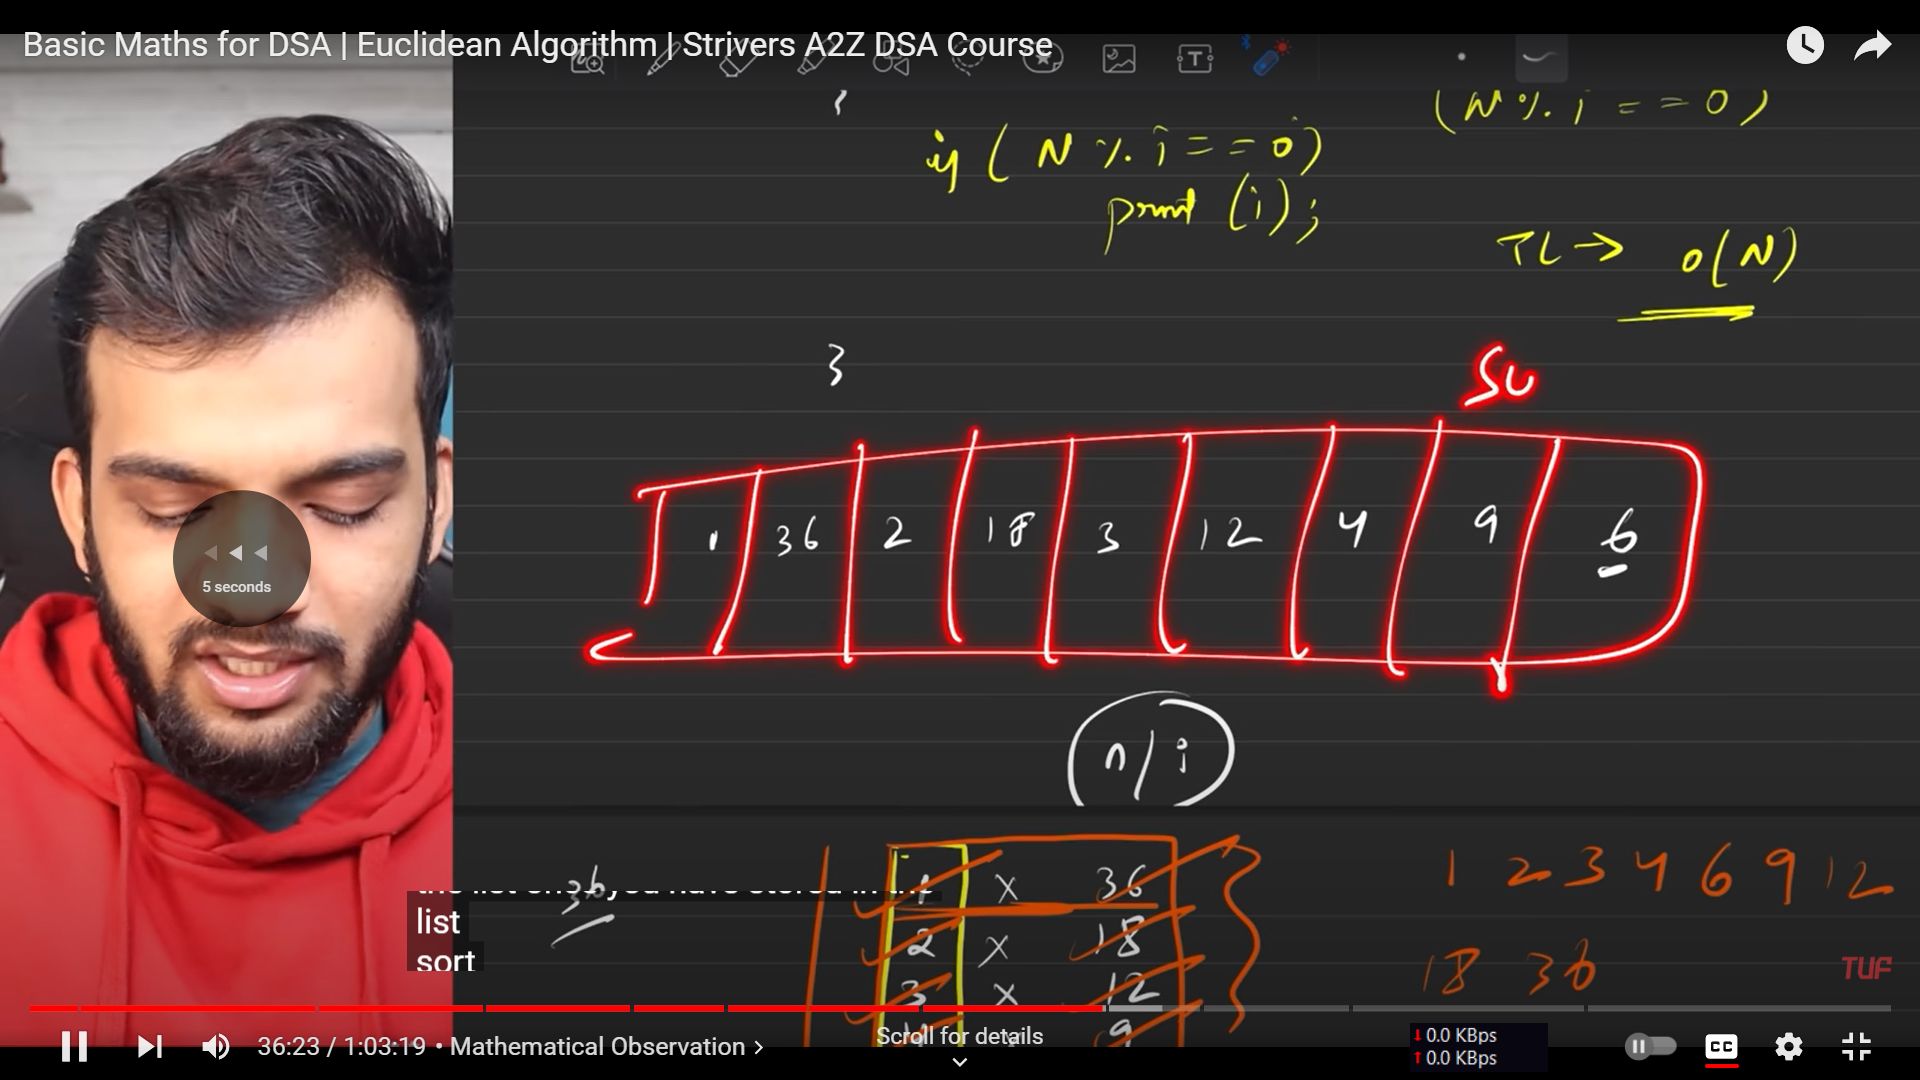 Basic Maths for DSA | Euclidean Algorithm | Strivers A2Z DSA Course
(N % i == 0)
if (N % i == 0)
print (i);
TC → O(N)
3
1 36 2 18 3 12 4 9 6
n/i
5 seconds
36
1 x 36
2 x 18
3 x 12
9
1 2 3 4 6 9 12
18 36
list
sort
TUF
36:23 / 1:03:19 • Mathematical Observation >
Scroll for details
0.0 KBps
0.0 KBps
CC